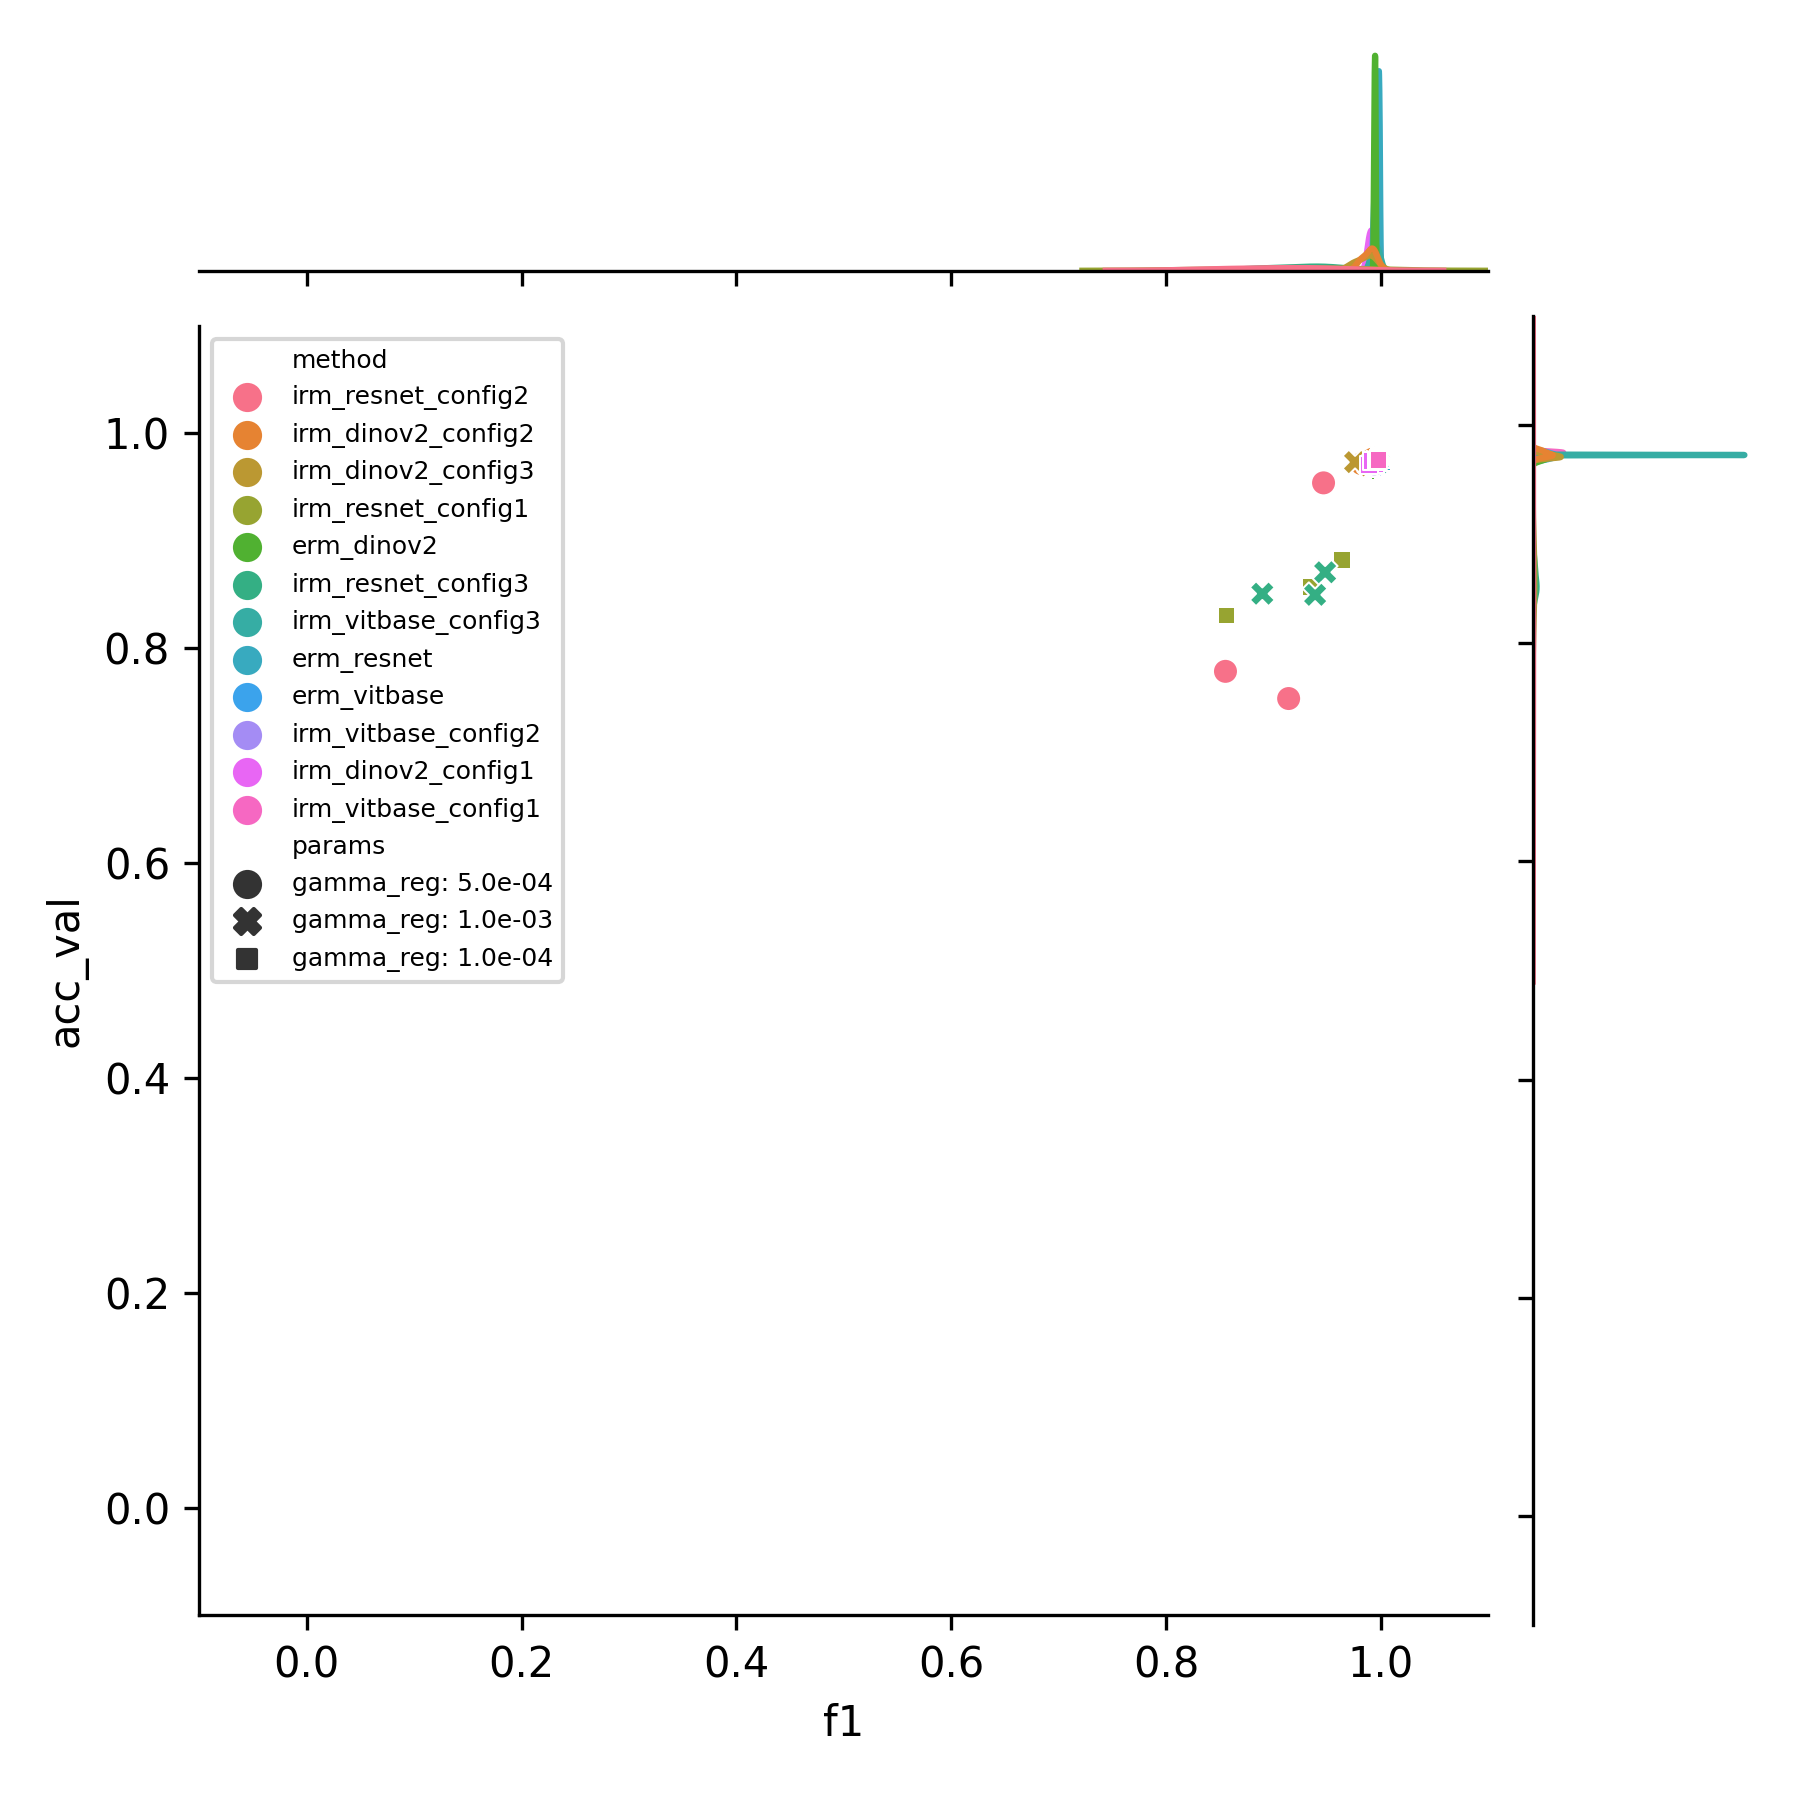 method
irm_resnet_config2
irm_dinov2_config2
irm_dinov2_config3
irm_resnet_config1
erm_dinov2
irm_resnet_config3
irm_vitbase_config3
erm_resnet
erm_vitbase
irm_vitbase_config2
irm_dinov2_config1
irm_vitbase_config1
params
gamma_reg: 5.0e-04
gamma_reg: 1.0e-03
gamma_reg: 1.0e-04
1.0
0.8
0.6
0.4
0.2
0.0
acc_val
0.0 0.2 0.4 0.6 0.8 1.0
f1